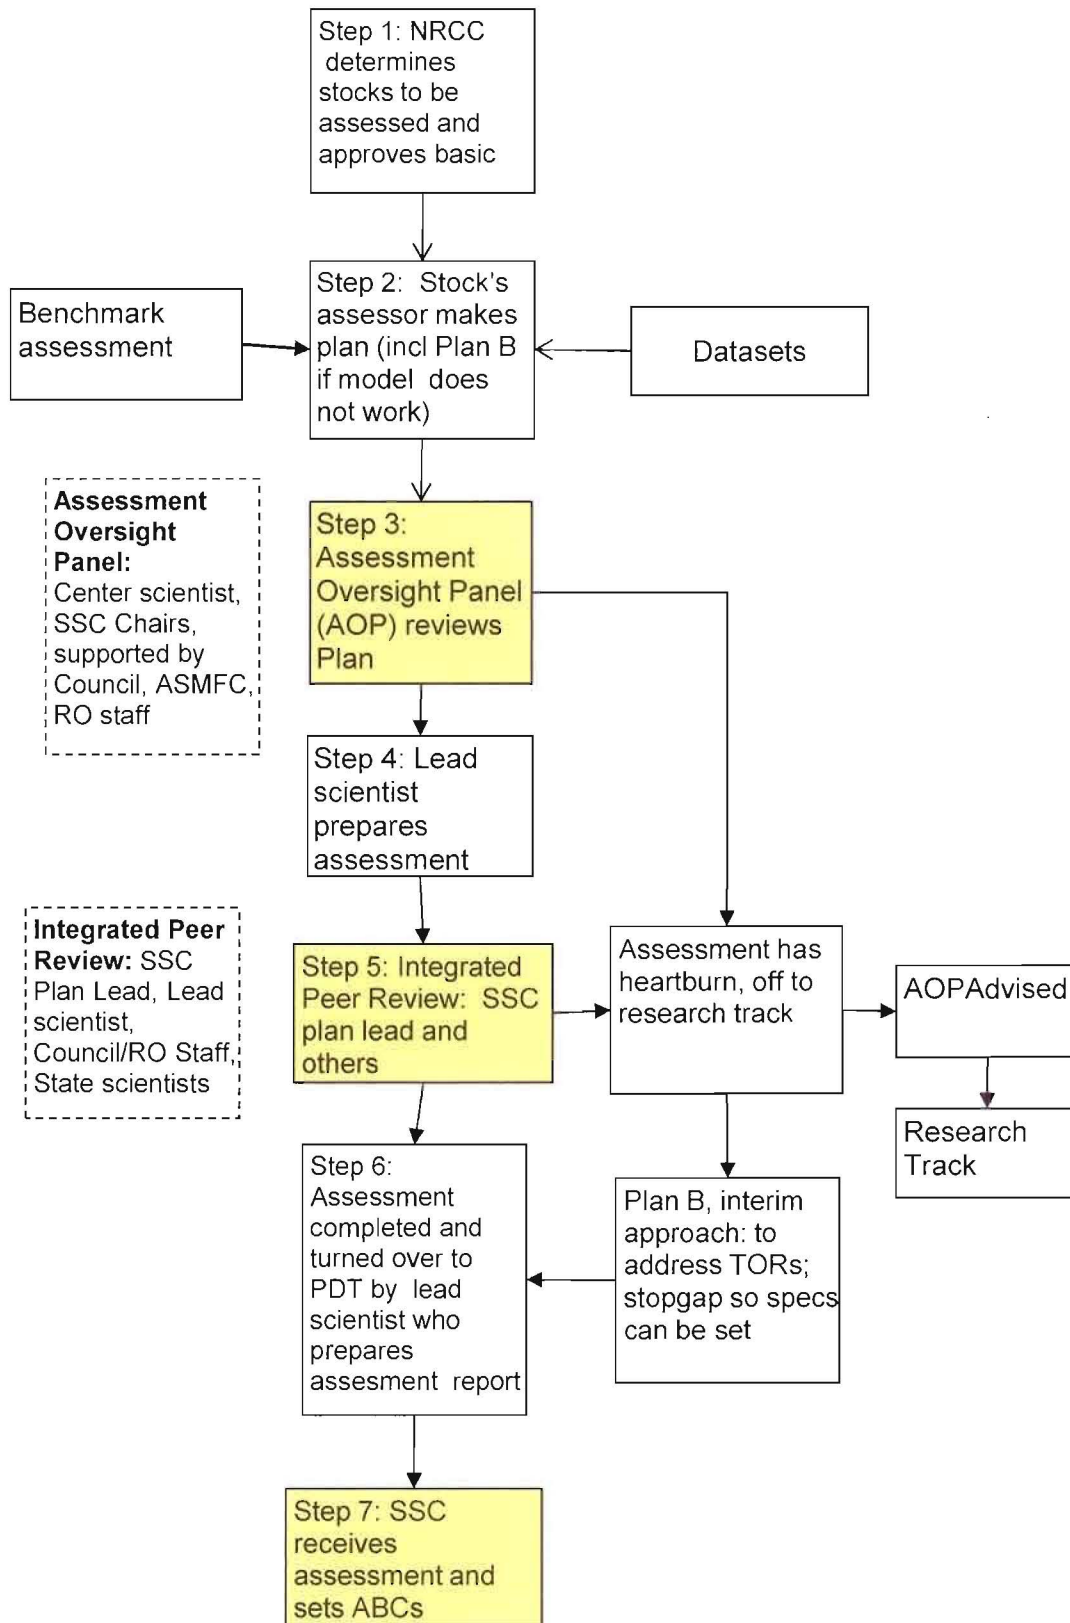 Step 1: NRCC
determines
stocks to be
assessed and
approves basic
Benchmark
assessment
Step 2: Stock's
assessor makes
plan (incl Plan B
if model does
not work)
Datasets
Assessment
Oversight
Panel:
Center scientist,
SSC Chairs,
supported by
Council, ASMFC,
RO staff
Step 3:
Assessment
Oversight Panel
(AOP) reviews
Plan
Step 4: Lead
scientist
prepares
assessment
Integrated Peer
Review: SSC
Plan Lead, Lead
scientist,
Council/RO Staff,
State scientists
Step 5: Integrated
Peer Review: SSC
plan lead and
others
Assessment has
heartburn, off to
research track
AOPAdvised
Research
Track
Step 6:
Assessment
completed and
turned over to
PDT by lead
scientist who
prepares
assesment report
Plan B, interim
approach: to
address TORs;
stopgap so specs
can be set
Step 7: SSC
receives
assessment and
sets ABCs